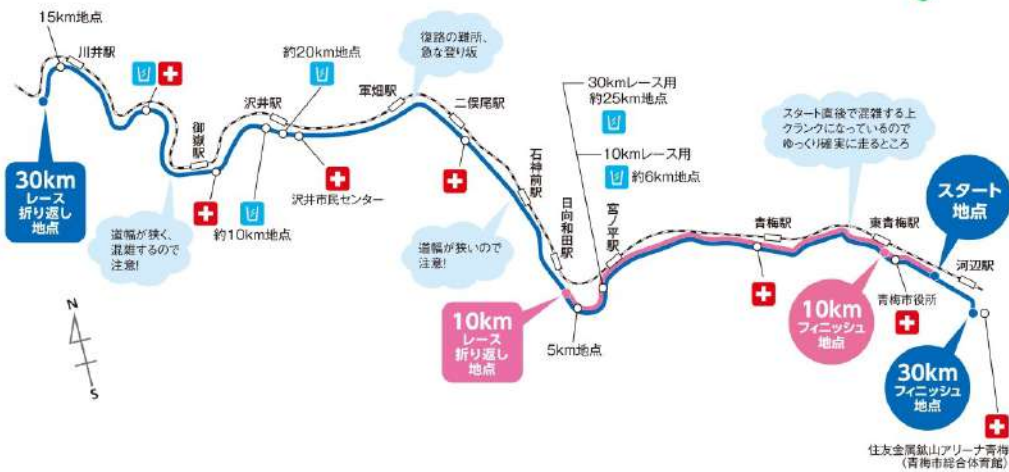 15km地点
川井駅
御嶽駅
沢井駅
約20km地点
軍畑駅
復路の難所、
急な登り坂
二俣尾駅
石神前駅
日向和田駅
宮ノ平駅
30kmレース用
約25km地点
10kmレース用
約6km地点
青梅駅
スタート直後で混雑する上
クランクになっているので
ゆっくり確実に走るところ
東青梅駅
スタート
地点
河辺駅
30km
レース
折り返し
地点
道幅が狭く、
混雑するので
注意!
約10km地点
沢井市民センター
道幅が狭いので
注意!
10km
レース
折り返し
地点
5km地点
10km
フィニッシュ
地点
青梅市役所
30km
フィニッシュ
地点
住友金属鉱山アリーナ青梅
(青梅市総合体育館)
N
S